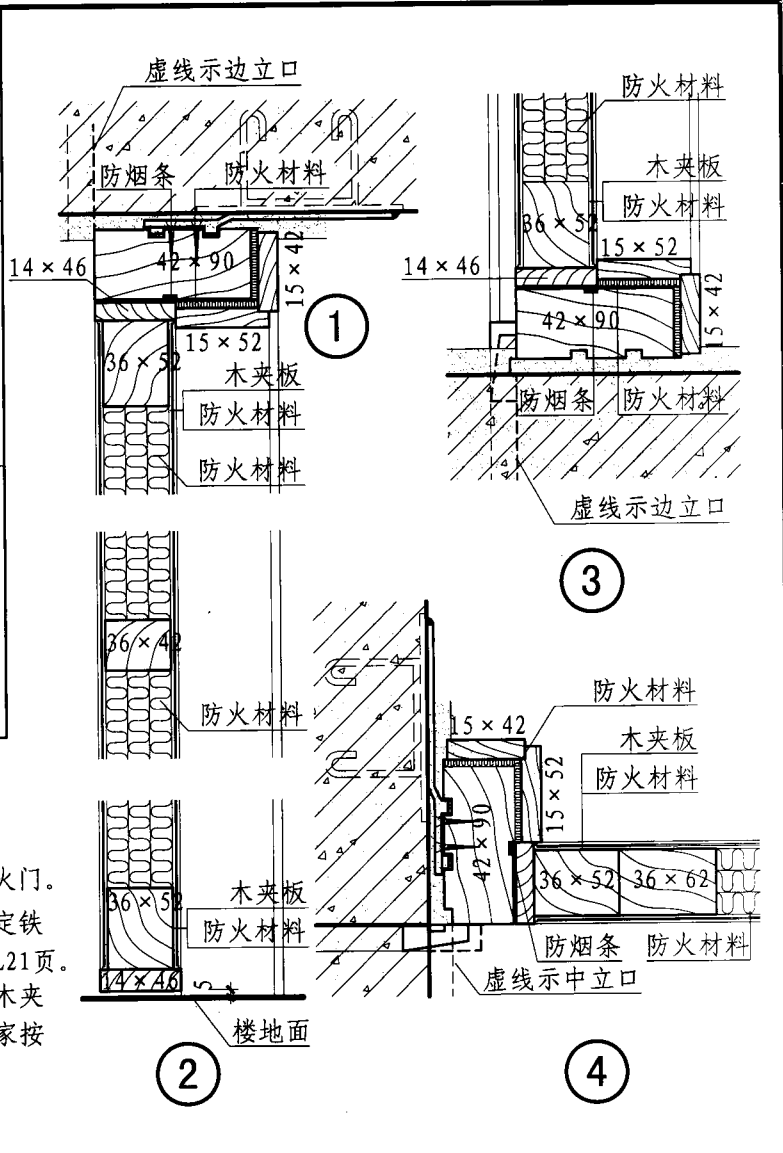 虚线示边立口
防烟条
防火材料
14×46
42×90
15×42
15×52
36×52
木夹板
防火材料
防火材料
①
36×42
防火材料
36×52
木夹板
防火材料
14×46
5
楼地面
②
防火材料
木夹板
防火材料
36×52
15×52
14×46
42×90
15×42
防烟条
防火材料
虚线示边立口
③
防火材料
15×42
木夹板
防火材料
15×52
42×90
36×52
36×62
防烟条
防火材料
虚线示中立口
④
火门。
定铁
21页。
木夹
家按